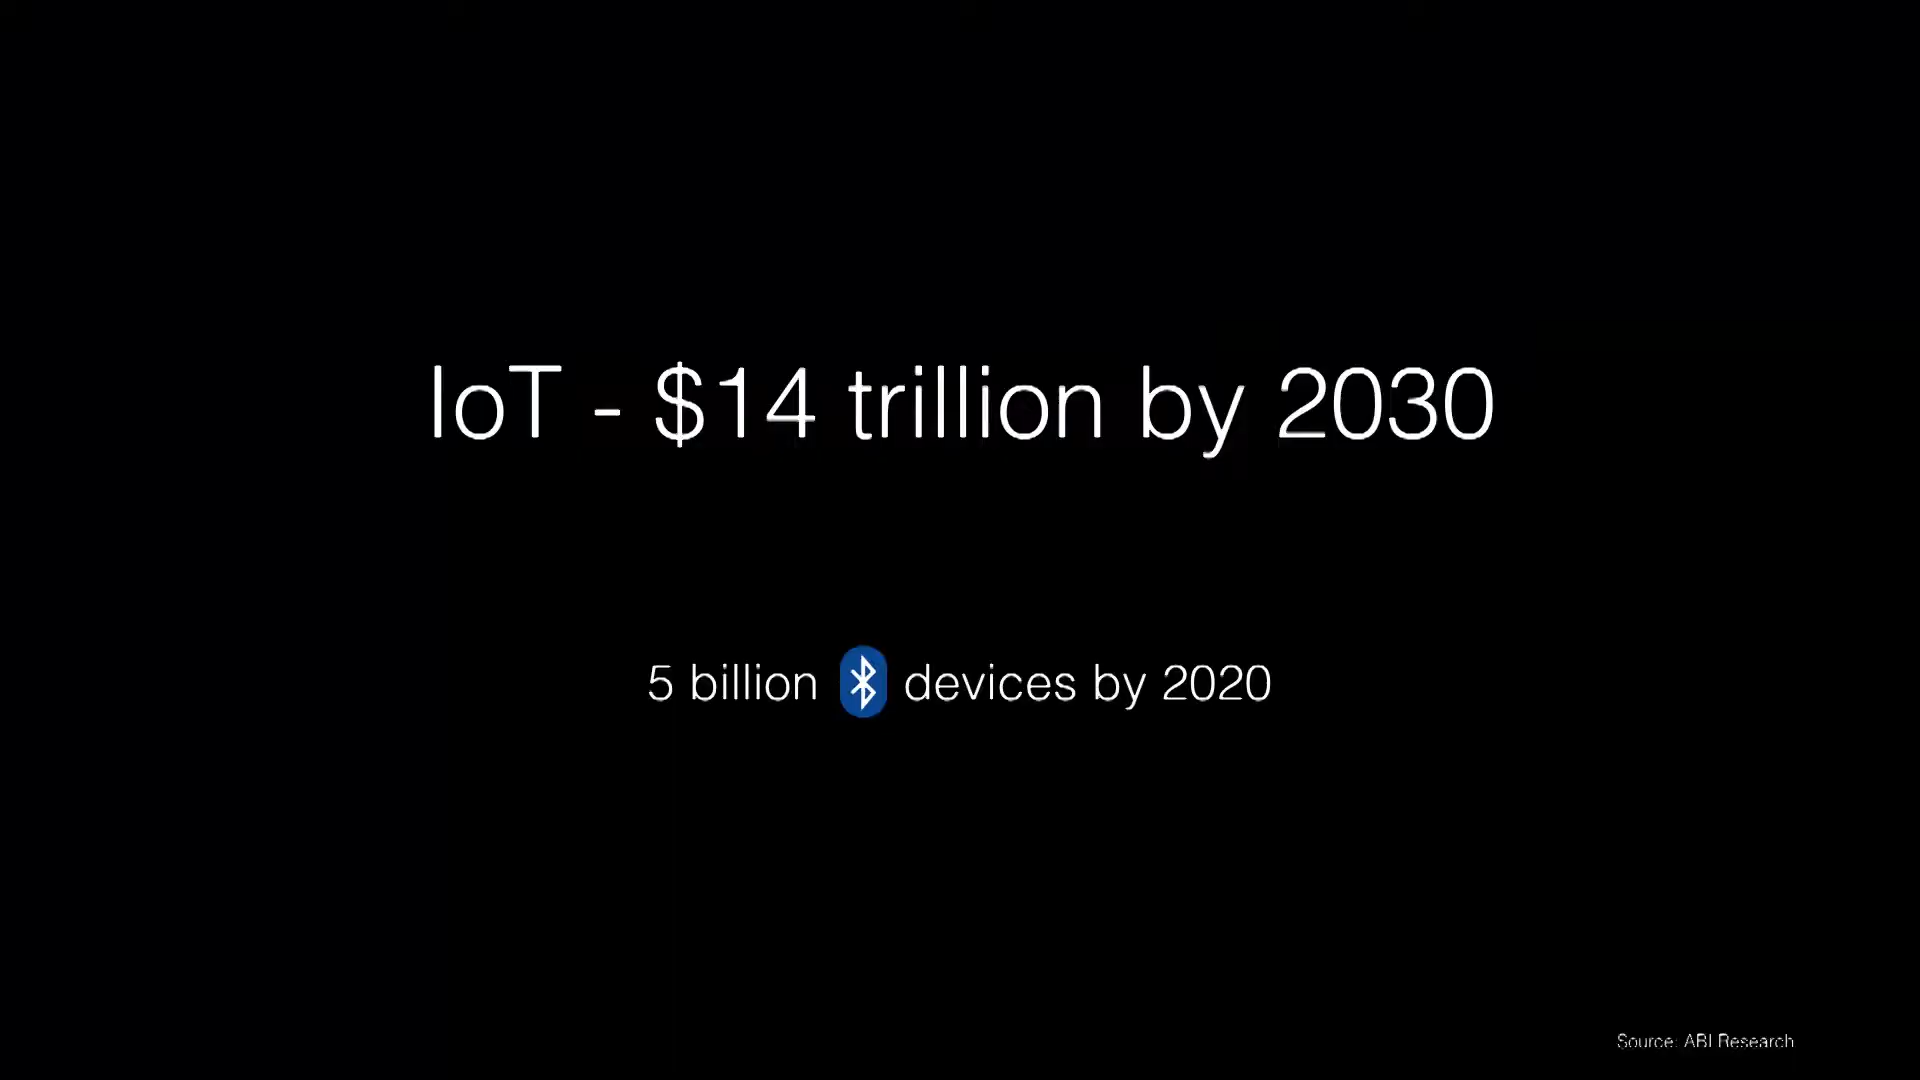 IoT - $14 trillion by 2030
5 billion devices by 2020
Source: ABI Research